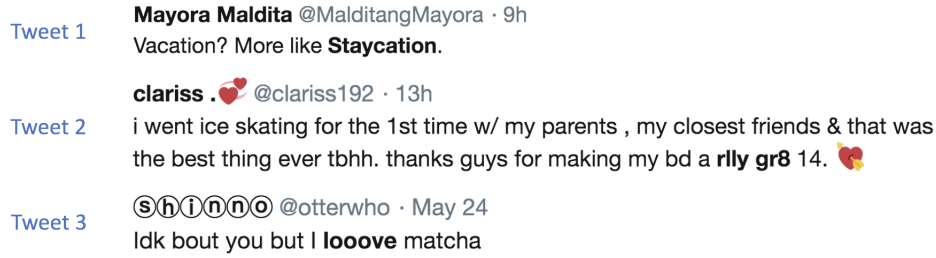 Tweet 1
Mayora Maldita @MalditangMayora · 9h
Vacation? More like Staycation.
Tweet 2
clariss .💞 @clariss192 · 13h
i went ice skating for the 1st time w/ my parents , my closest friends & that was
the best thing ever tbhh. thanks guys for making my bd a rlly gr8 14. 💘
Tweet 3
ⓢⓗⓘⓝⓝⓞ @otterwho · May 24
Idk bout you but I looove matcha